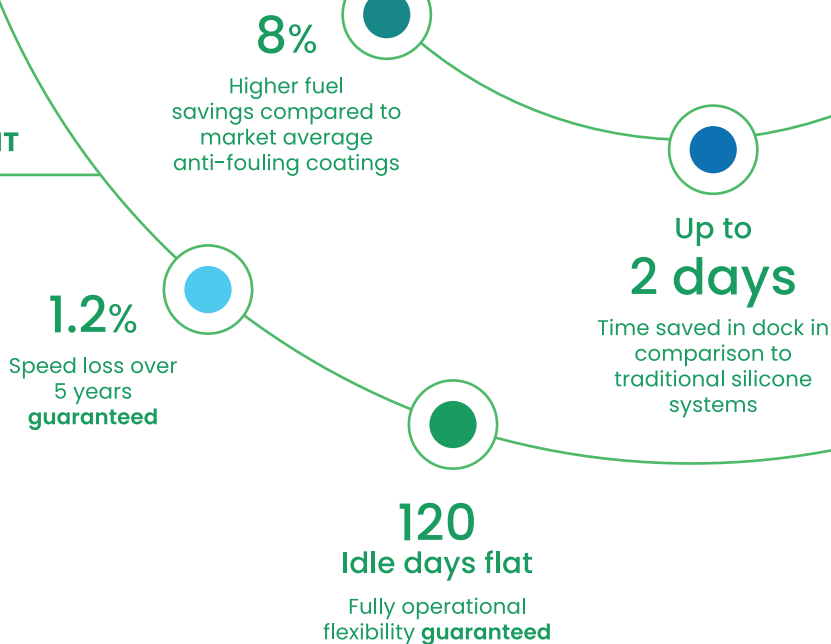 8%
Higher fuel
savings compared to
market average
anti-fouling coatings
Up to
2 days
Time saved in dock in
comparison to
traditional silicone
systems
1.2%
Speed loss over
5 years
guaranteed
120
Idle days flat
Fully operational
flexibility guaranteed